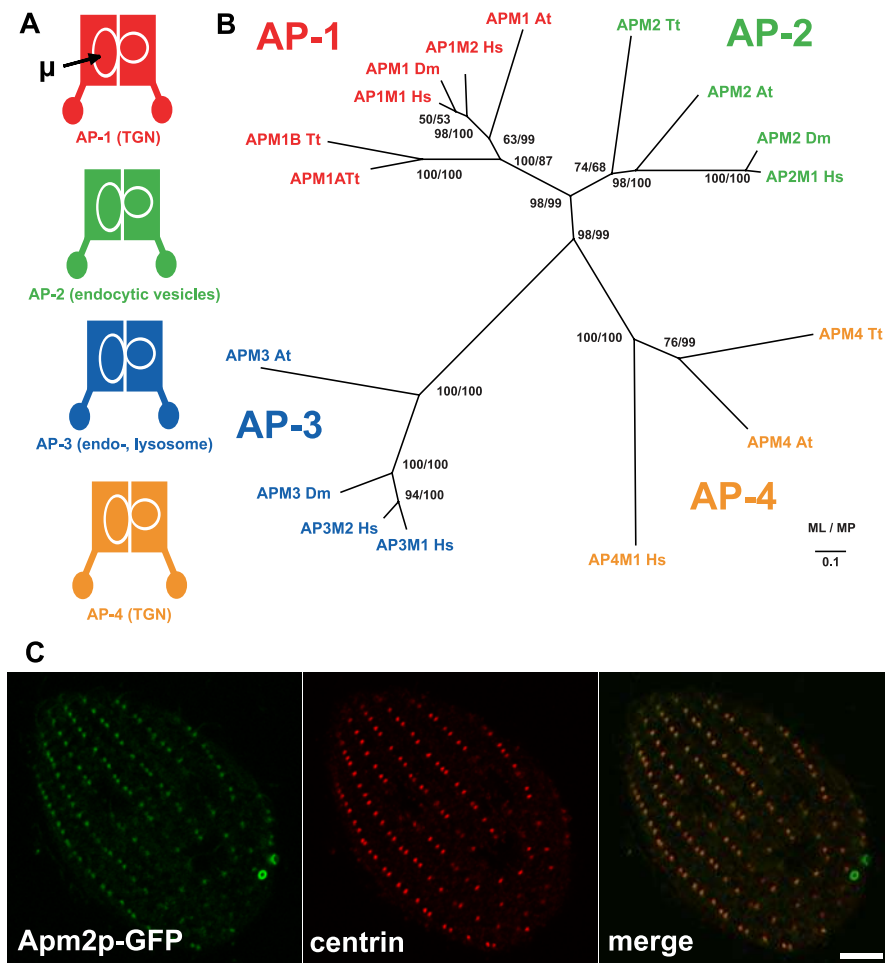 A
μ
AP-1 (TGN)
AP-2 (endocytic vesicles)
AP-3 (endo-, lysosome)
AP-4 (TGN)
B
AP-1
APM1 At
AP1M2 Hs
APM1 Dm
AP1M1 Hs
50/53
98/100
63/99
APM1B Tt
100/87
APM1ATt
100/100
98/99
APM2 Tt
AP-2
APM2 At
APM2 Dm
74/68
98/100
100/100
AP2M1 Hs
98/99
APM3 At
100/100
AP-3
100/100
APM3 Dm
94/100
AP3M2 Hs
AP3M1 Hs
100/100
76/99
APM4 Tt
APM4 At
AP-4
AP4M1 Hs
ML / MP
0.1
C
Apm2p-GFP
centrin
merge